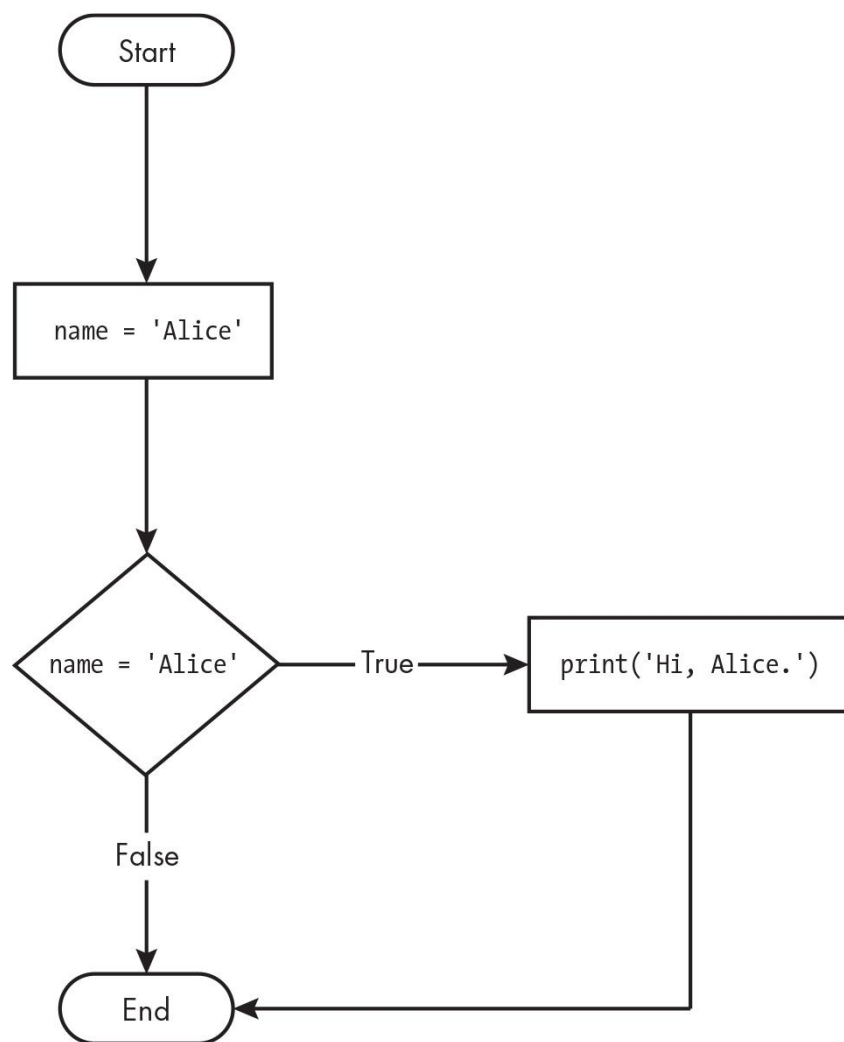 Start
name = 'Alice'
name = 'Alice'
True
print('Hi, Alice.')
False
End